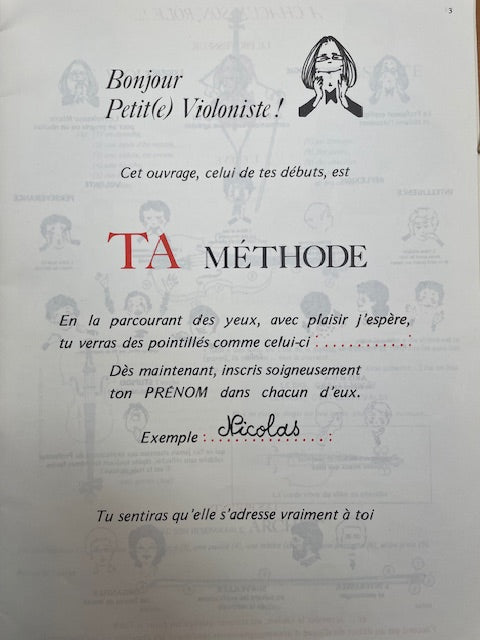 3
Bonjour
Petit(e) Violoniste !
Cet ouvrage, celui de tes débuts, est
TA MÉTHODE
En la parcourant des yeux, avec plaisir j'espère,
tu verras des pointillés comme celui-ci :...........:
Dès maintenant, inscris soigneusement
ton PRÉNOM dans chacun d'eux.
Exemple :. Nicolas . . . :
Tu sentiras qu'elle s'adresse vraiment à toi